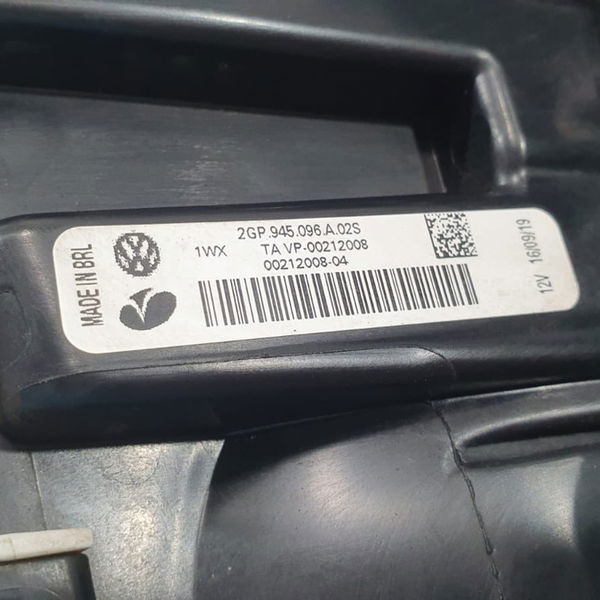 MADE IN BRL
2GP.945.096.A.02S
1WX TA VP-00212008
00212008-04
12V 16/09/19